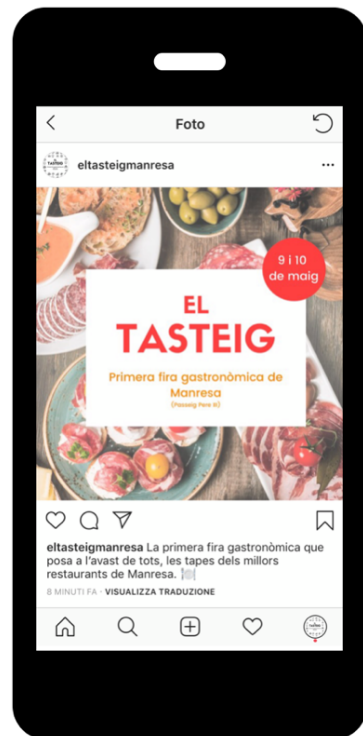 Foto
eltasteigmanresa
9 i 10
de maig
EL
TASTEIG
Primera fira gastronòmica de
Manresa
(Passeig Pere III)
eltasteigmanresa La primera fira gastronòmica que
posa a l'avast de tots, les tapes dels millors
restaurants de Manresa. 🍽
8 MINUTI FA · VISUALIZZA TRADUZIONE